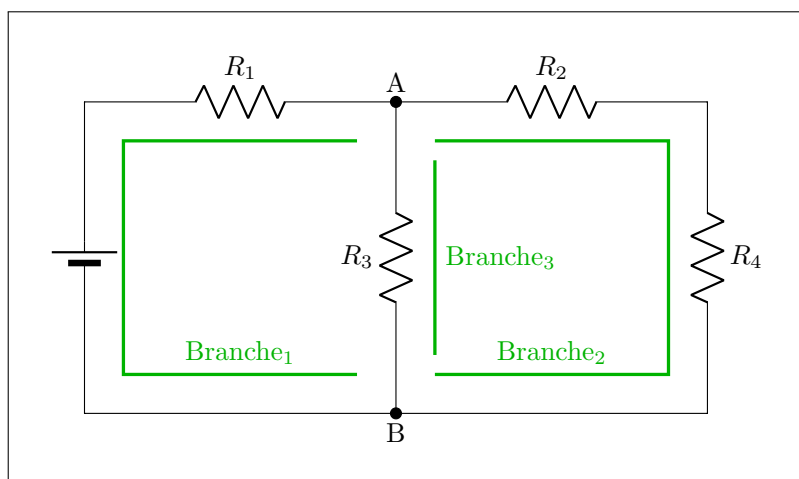 R₁
A
R₂
R₃
Branche₃
R₄
Branche₁
Branche₂
B